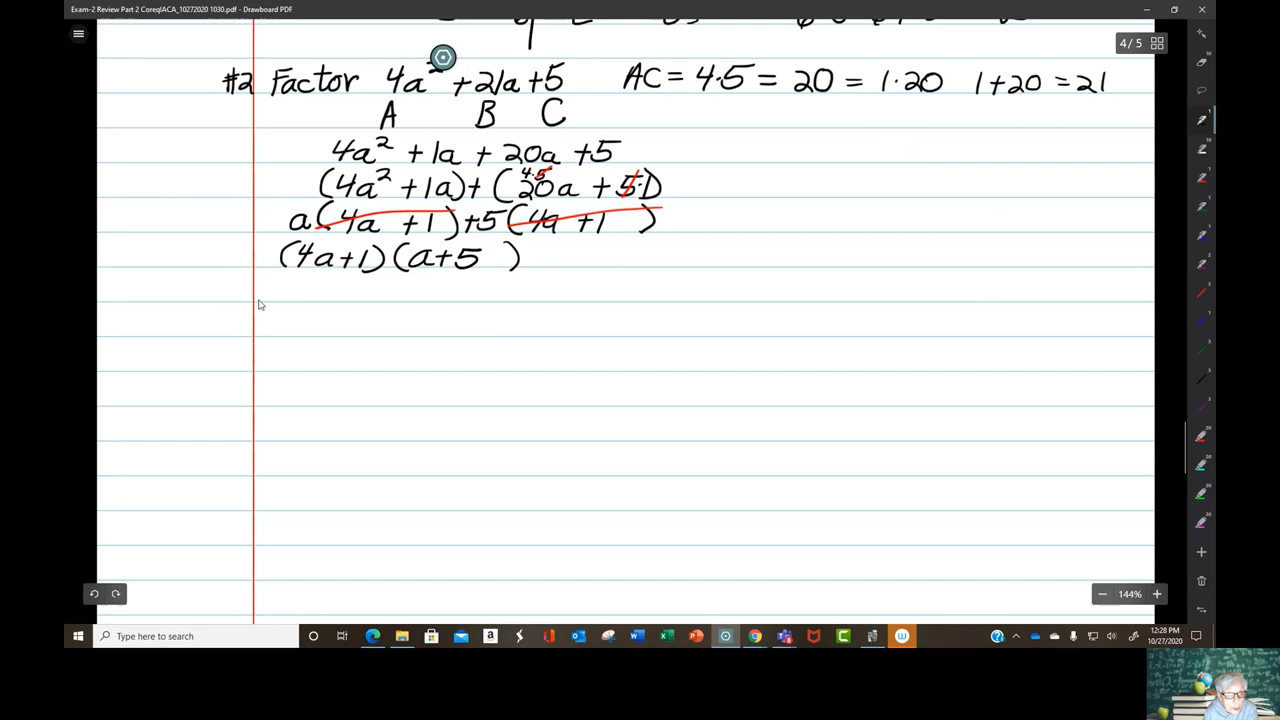 Exam-2 Review Part 2 CoreqIACA_10272020 1030.pdf - Drawboard PDF
4/5
#2 Factor 4a² + 21a + 5 AC = 4·5 = 20 = 1·20 1 + 20 = 21
A B C
4a² + 1a + 20a + 5
4·5
(4a² + 1a) + (20a + 5·1)
a(4a + 1) + 5(4a + 1)
(4a + 1)(a + 5)
144%
Type here to search
12:28 PM
10/27/2020